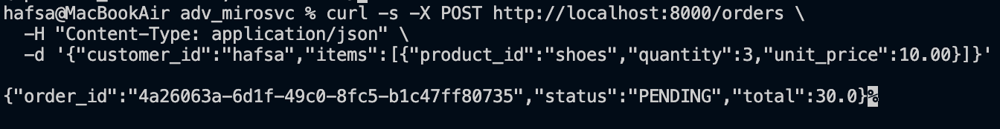 hafsa@MacBookAir adv_mirosvc % curl -s -X POST http://localhost:8000/orders \
  -H "Content-Type: application/json" \
  -d '{"customer_id":"hafsa","items":[{"product_id":"shoes","quantity":3,"unit_price":10.00}]}'
{"order_id":"4a26063a-6d1f-49c0-8fc5-b1c47ff80735","status":"PENDING","total":30.0}%